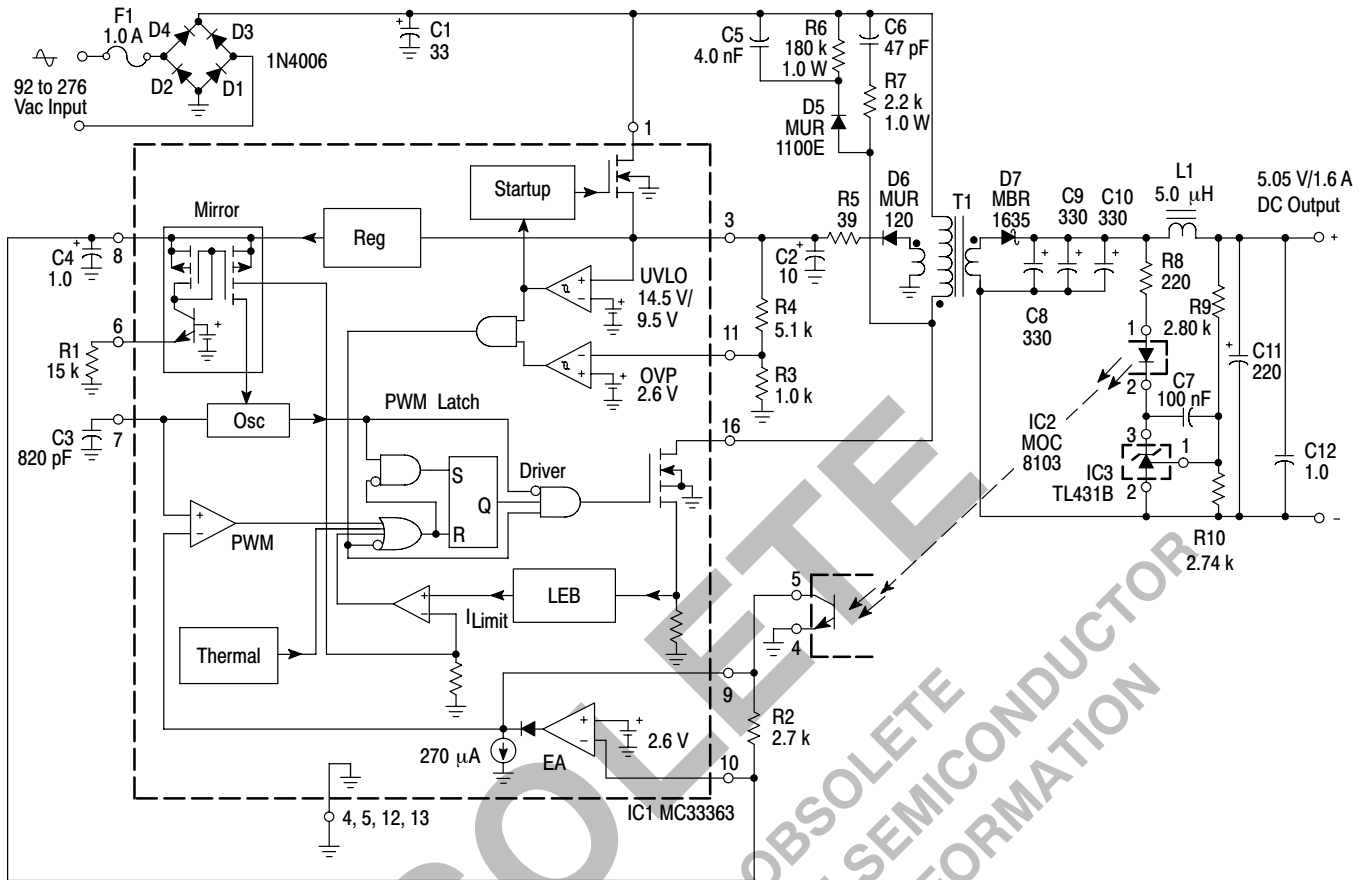 F1
1.0 A
D4
D3
D2
D1
1N4006
92 to 276
Vac Input
+
C1
33
C5
4.0 nF
R6
180 k
1.0 W
C6
47 pF
R7
2.2 k
1.0 W
D5
MUR
1100E
1
Startup
Mirror
Reg
8
+
C4
1.0
6
R1
15 k
+
3
R5
39
D6
MUR
120
T1
D7
MBR
1635
C9
330
C10
330
L1
5.0 µH
5.05 V/1.6 A
DC Output
+
+
C2
10
+
+
+
C8
330
R8
220
R9
2.80 k
UVLO
14.5 V/
9.5 V
+
-
+
R4
5.1 k
11
OVP
2.6 V
-
+
+
R3
1.0 k
1
2
C7
100 nF
+
C11
220
IC2
MOC
8103
3
1
IC3
TL431B
2
C12
1.0
−
R10
2.74 k
Osc
7
C3
820 pF
PWM Latch
16
Driver
S
Q
R
+
-
PWM
LEB
+
-
ILimit
Thermal
5
4
9
R2
2.7 k
270 µA
EA
+
-
+
2.6 V
10
IC1 MC33363
4, 5, 12, 13
OBSOLETE
OBSOLETE
SEMICONDUCTOR
FORMATION